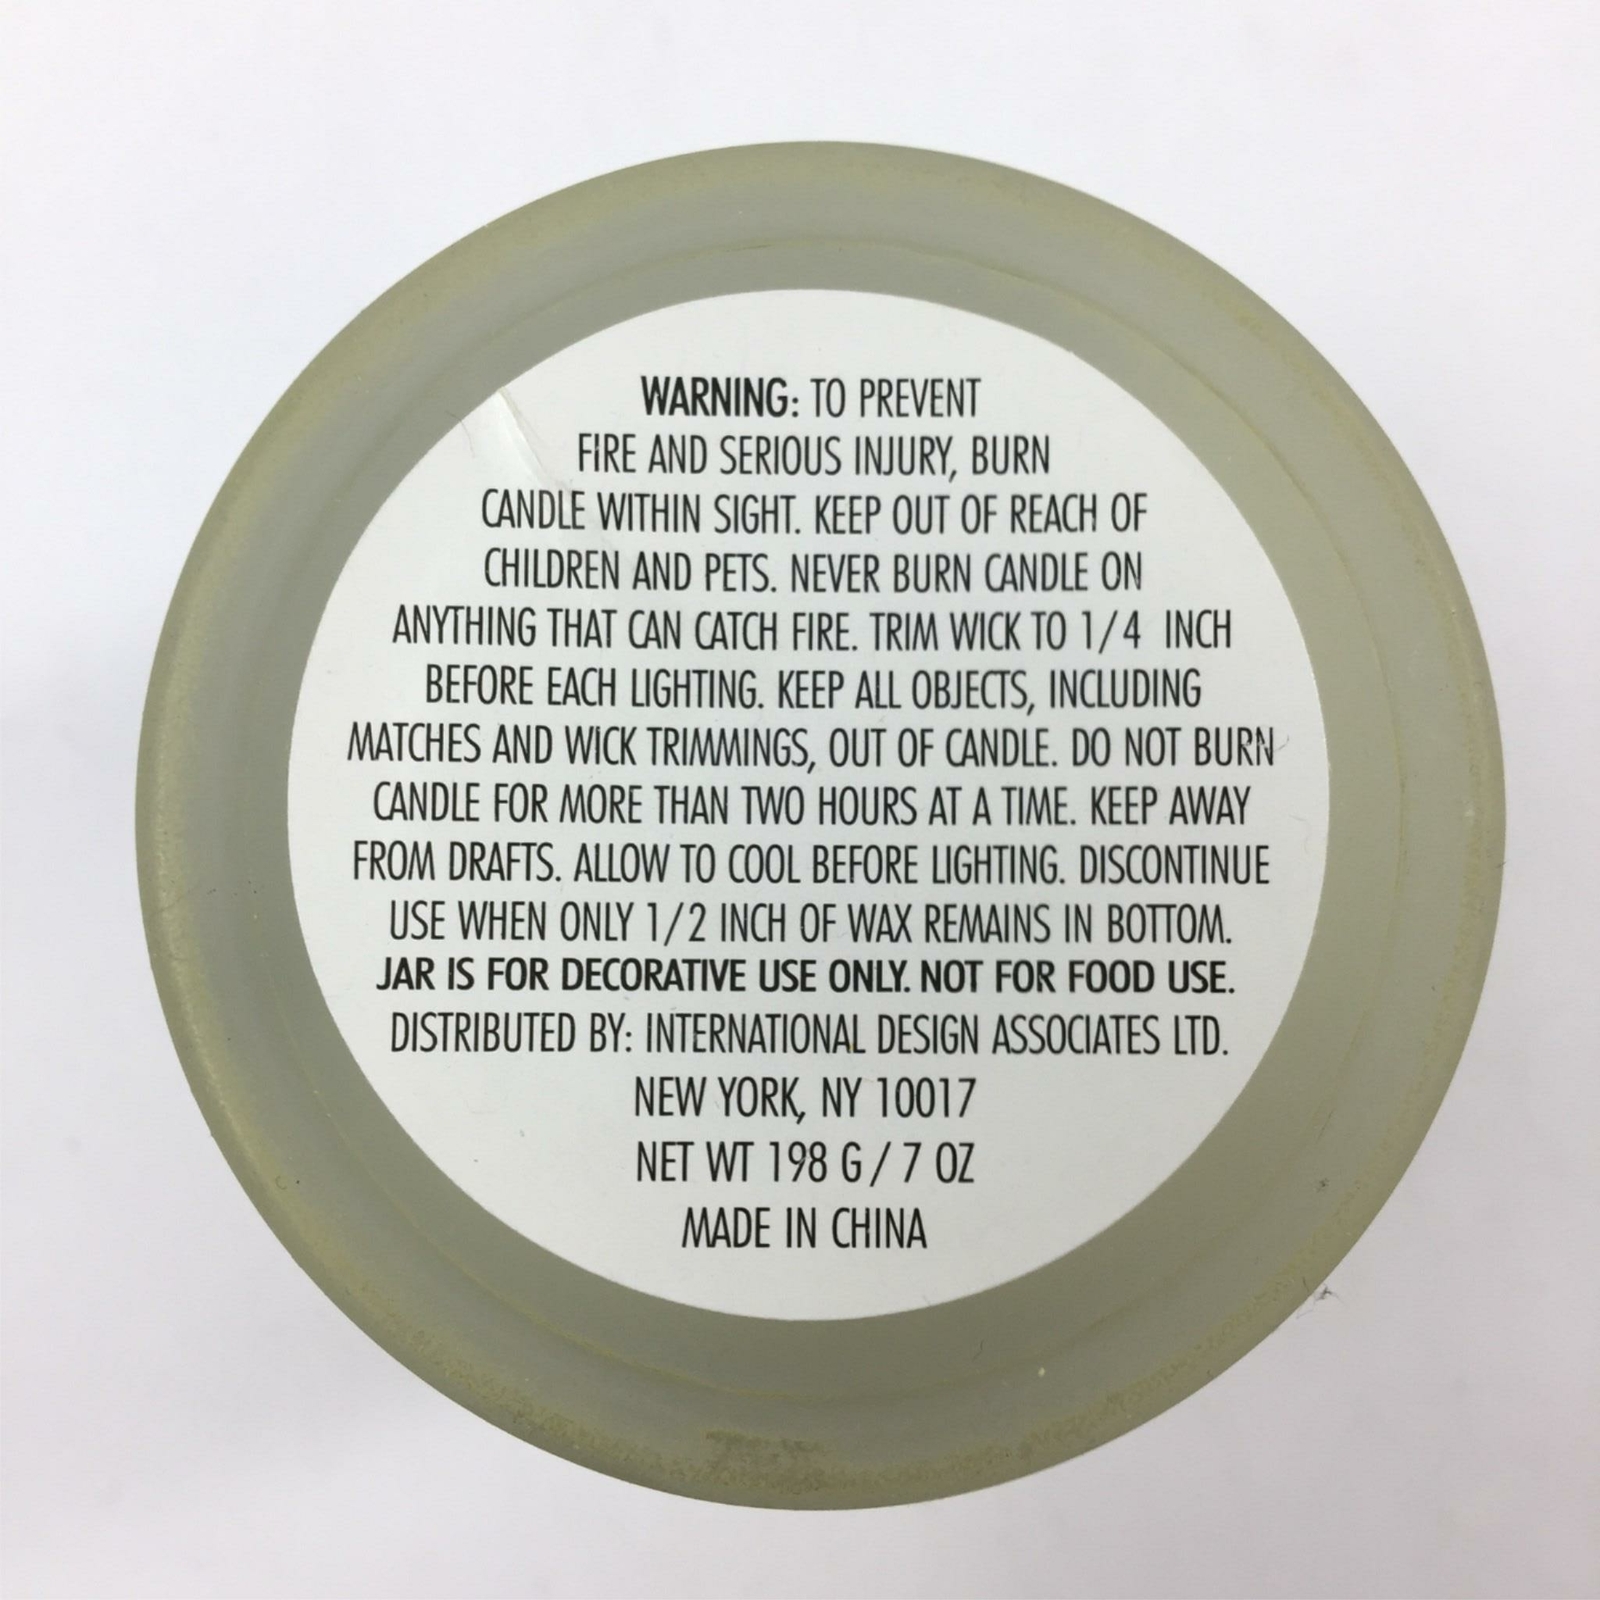 WARNING: TO PREVENT
FIRE AND SERIOUS INJURY, BURN
CANDLE WITHIN SIGHT. KEEP OUT OF REACH OF
CHILDREN AND PETS. NEVER BURN CANDLE ON
ANYTHING THAT CAN CATCH FIRE. TRIM WICK TO 1/4 INCH
BEFORE EACH LIGHTING. KEEP ALL OBJECTS, INCLUDING
MATCHES AND WICK TRIMMINGS, OUT OF CANDLE. DO NOT BURN
CANDLE FOR MORE THAN TWO HOURS AT A TIME. KEEP AWAY
FROM DRAFTS. ALLOW TO COOL BEFORE LIGHTING. DISCONTINUE
USE WHEN ONLY 1/2 INCH OF WAX REMAINS IN BOTTOM.
JAR IS FOR DECORATIVE USE ONLY. NOT FOR FOOD USE.
DISTRIBUTED BY: INTERNATIONAL DESIGN ASSOCIATES LTD.
NEW YORK, NY 10017
NET WT 198 G / 7 OZ
MADE IN CHINA